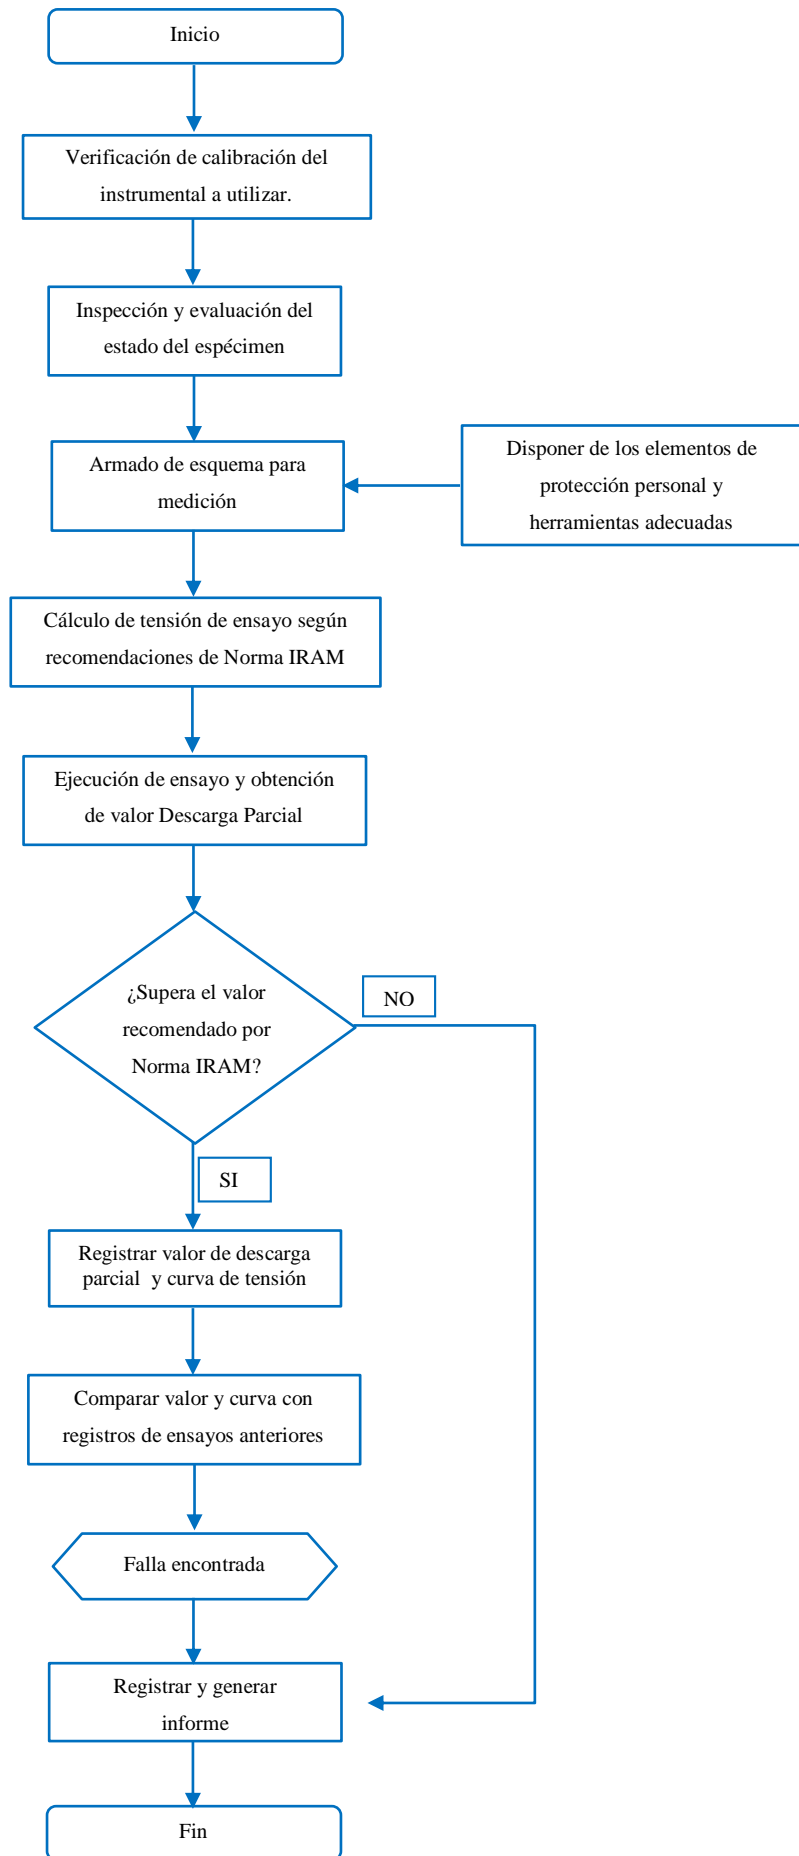 Inicio
Verificación de calibración del
instrumental a utilizar.
Inspección y evaluación del
estado del espécimen
Armado de esquema para
medición
Disponer de los elementos de
protección personal y
herramientas adecuadas
Cálculo de tensión de ensayo según
recomendaciones de Norma IRAM
Ejecución de ensayo y obtención
de valor Descarga Parcial
¿Supera el valor
recomendado por
Norma IRAM?
NO
SI
Registrar valor de descarga
parcial y curva de tensión
Comparar valor y curva con
registros de ensayos anteriores
Falla encontrada
Registrar y generar
informe
Fin